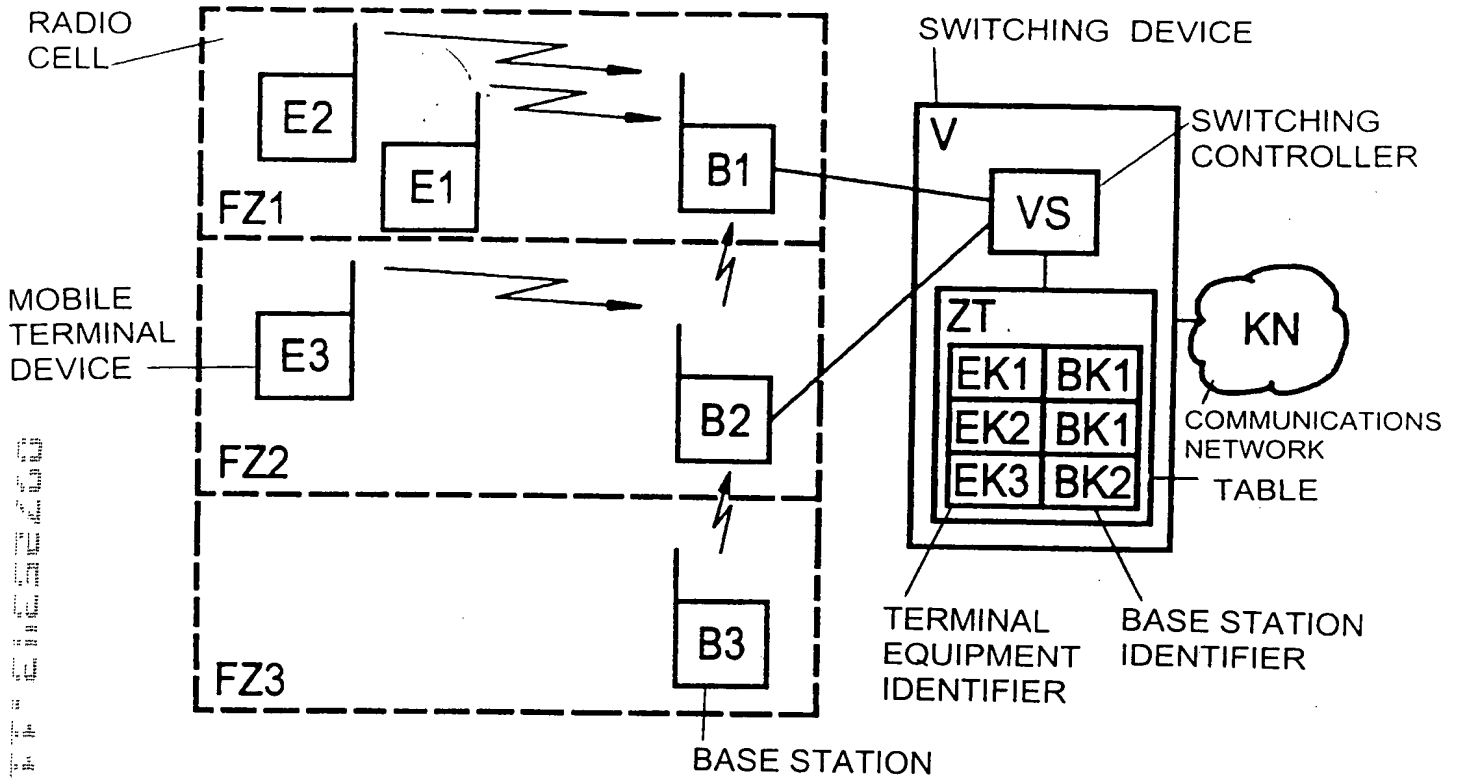 RADIO
CELL
E2
E1
FZ1
B1
MOBILE
TERMINAL
DEVICE
E3
FZ2
B2
FZ3
B3
BASE STATION
SWITCHING DEVICE
V
SWITCHING
CONTROLLER
VS
ZT
EK1 BK1
EK2 BK1
EK3 BK2
KN
COMMUNICATIONS
NETWORK
TABLE
TERMINAL
EQUIPMENT
IDENTIFIER
BASE STATION
IDENTIFIER